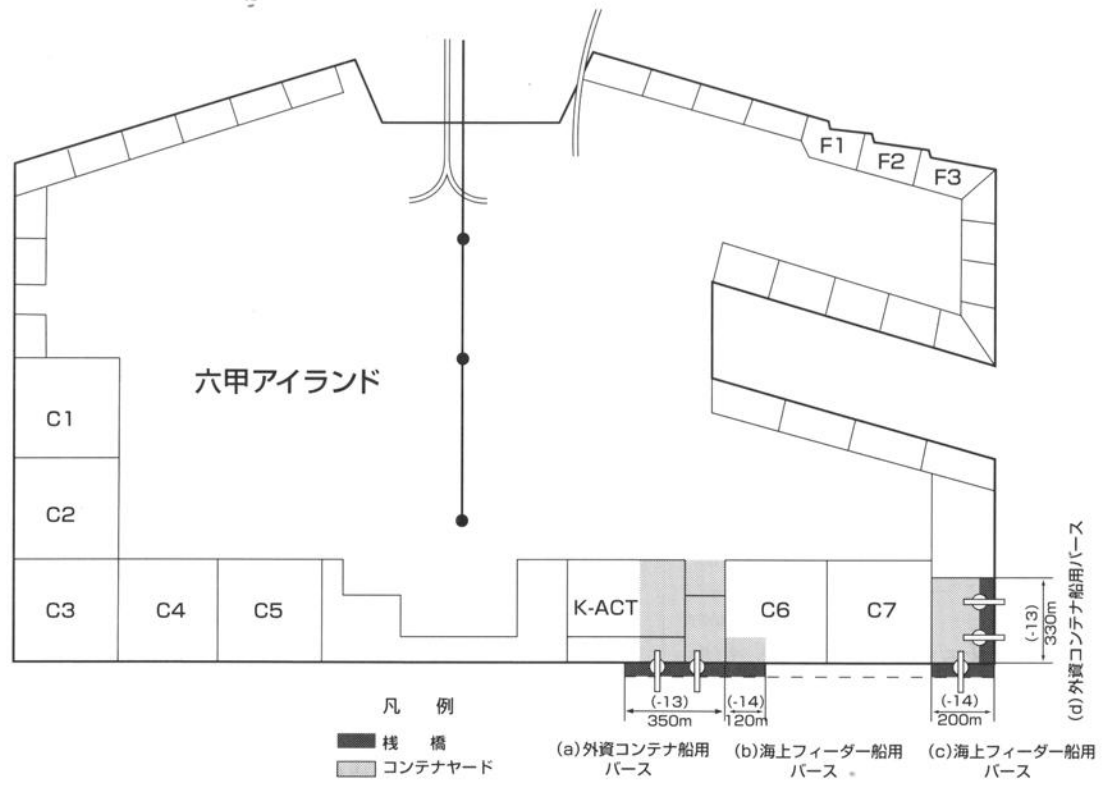 F1
F2
F3
六甲アイランド
C1
C2
C3
C4
C5
K-ACT
C6
C7
(-13)
350m
(-14)
120m
(-14)
200m
(-13)
330m
(d)外資コンテナ船用バース
凡 例
桟 橋
コンテナヤード
(a)外資コンテナ船用
バース
(b)海上フィーダー船用
バース
(c)海上フィーダー船用
バース